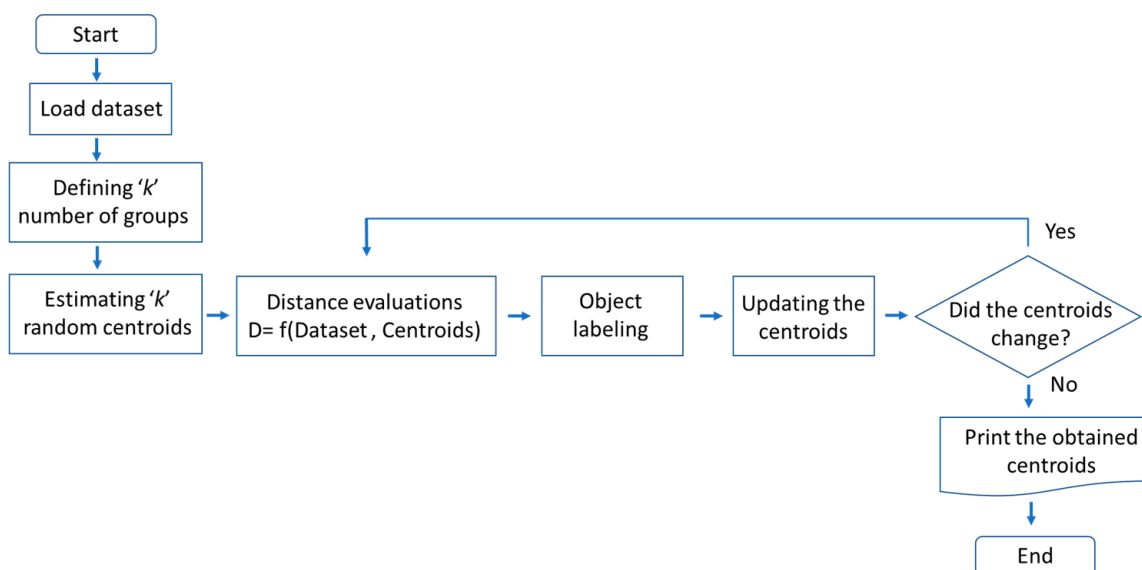 Start
Load dataset
Defining ‘k’
number of groups
Estimating ‘k’
random centroids
Distance evaluations
D= f(Dataset , Centroids)
Object
labeling
Updating the
centroids
Did the centroids
change?
Yes
No
Print the obtained
centroids
End